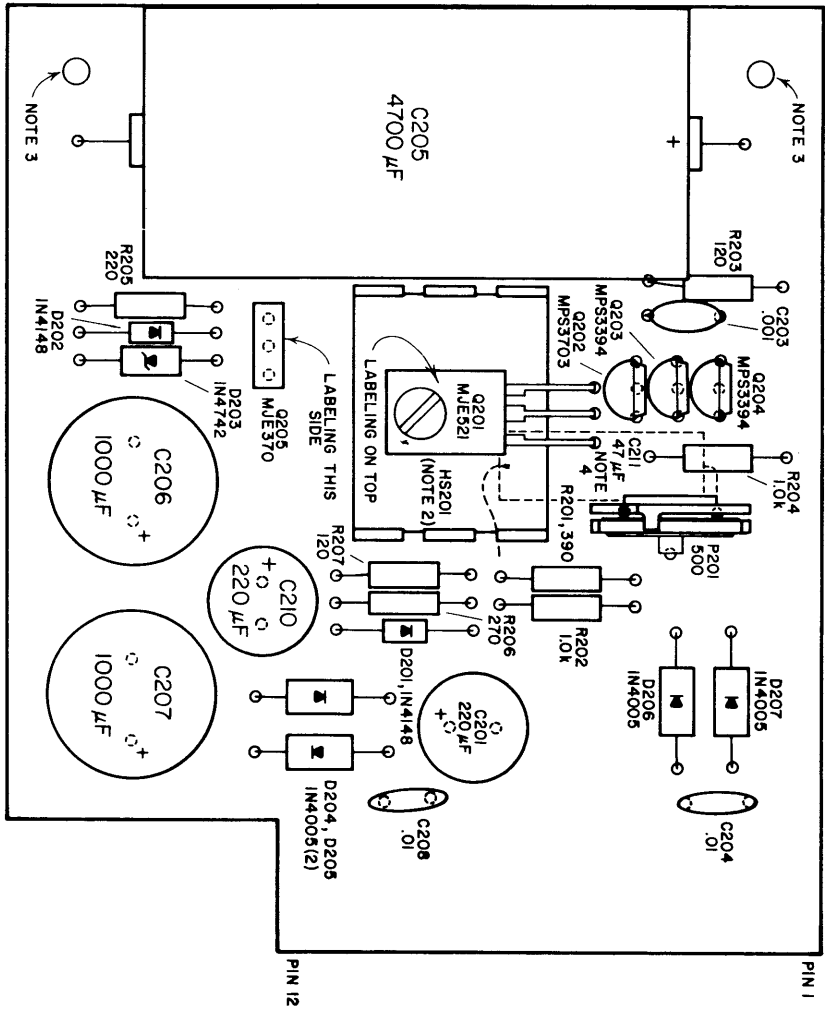 NOTE 3
C205
4700 µF
+
NOTE 3
R203
120
C203
.001
Q204
MPS3394
Q203
MPS3394
Q202
MPS3703
R204
1.0k
P201
500
C211
47 µF
NOTE
4
Q201
MJE521
LABELING ON TOP
HS201
(NOTE 2)
LABELING THIS
SIDE
Q205
MJE370
R205
220
D202
IN4148
D203
IN4742
C206
1000 µF
+
C207
1000 µF
+
C210
220 µF
+
R207
120
R206
270
D201, IN4148
R201, 390
R202
1.0k
C201
220 µF
+
D204, D205
IN4005(2)
C208
.01
D207
IN4005
D206
IN4005
C204
.01
PIN 1
PIN 12